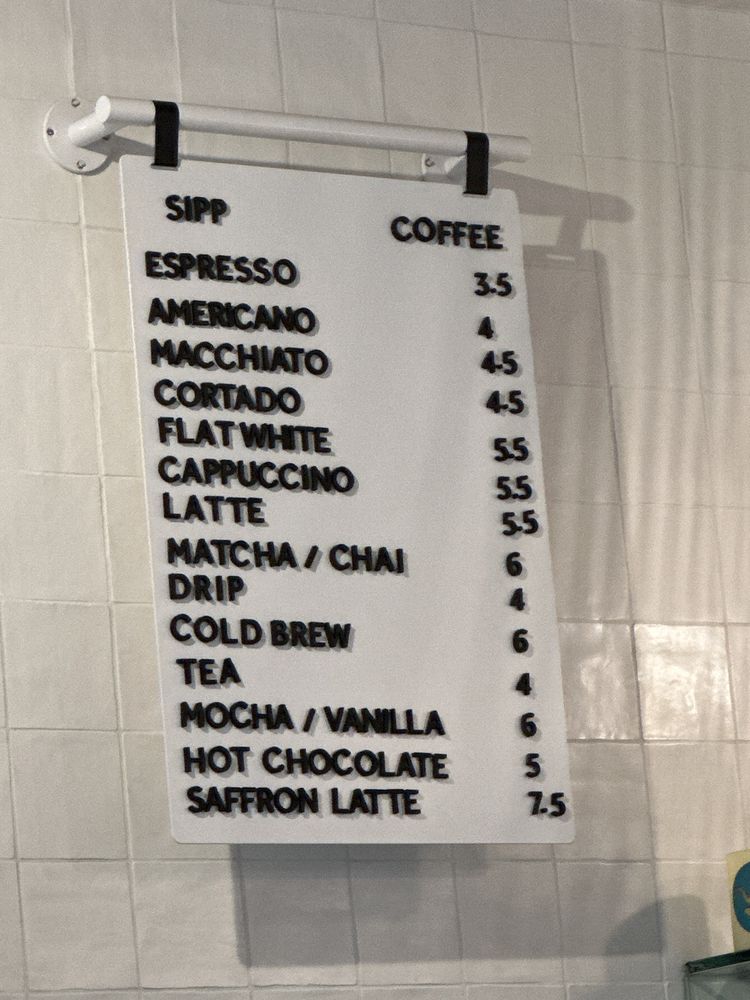 SIPP COFFEE
ESPRESSO 3.5
AMERICANO 4
MACCHIATO 4.5
CORTADO 4.5
FLAT WHITE 5.5
CAPPUCCINO 5.5
LATTE 5.5
MATCHA / CHAI 6
DRIP 4
COLD BREW 6
TEA 4
MOCHA / VANILLA 6
HOT CHOCOLATE 5
SAFFRON LATTE 7.5